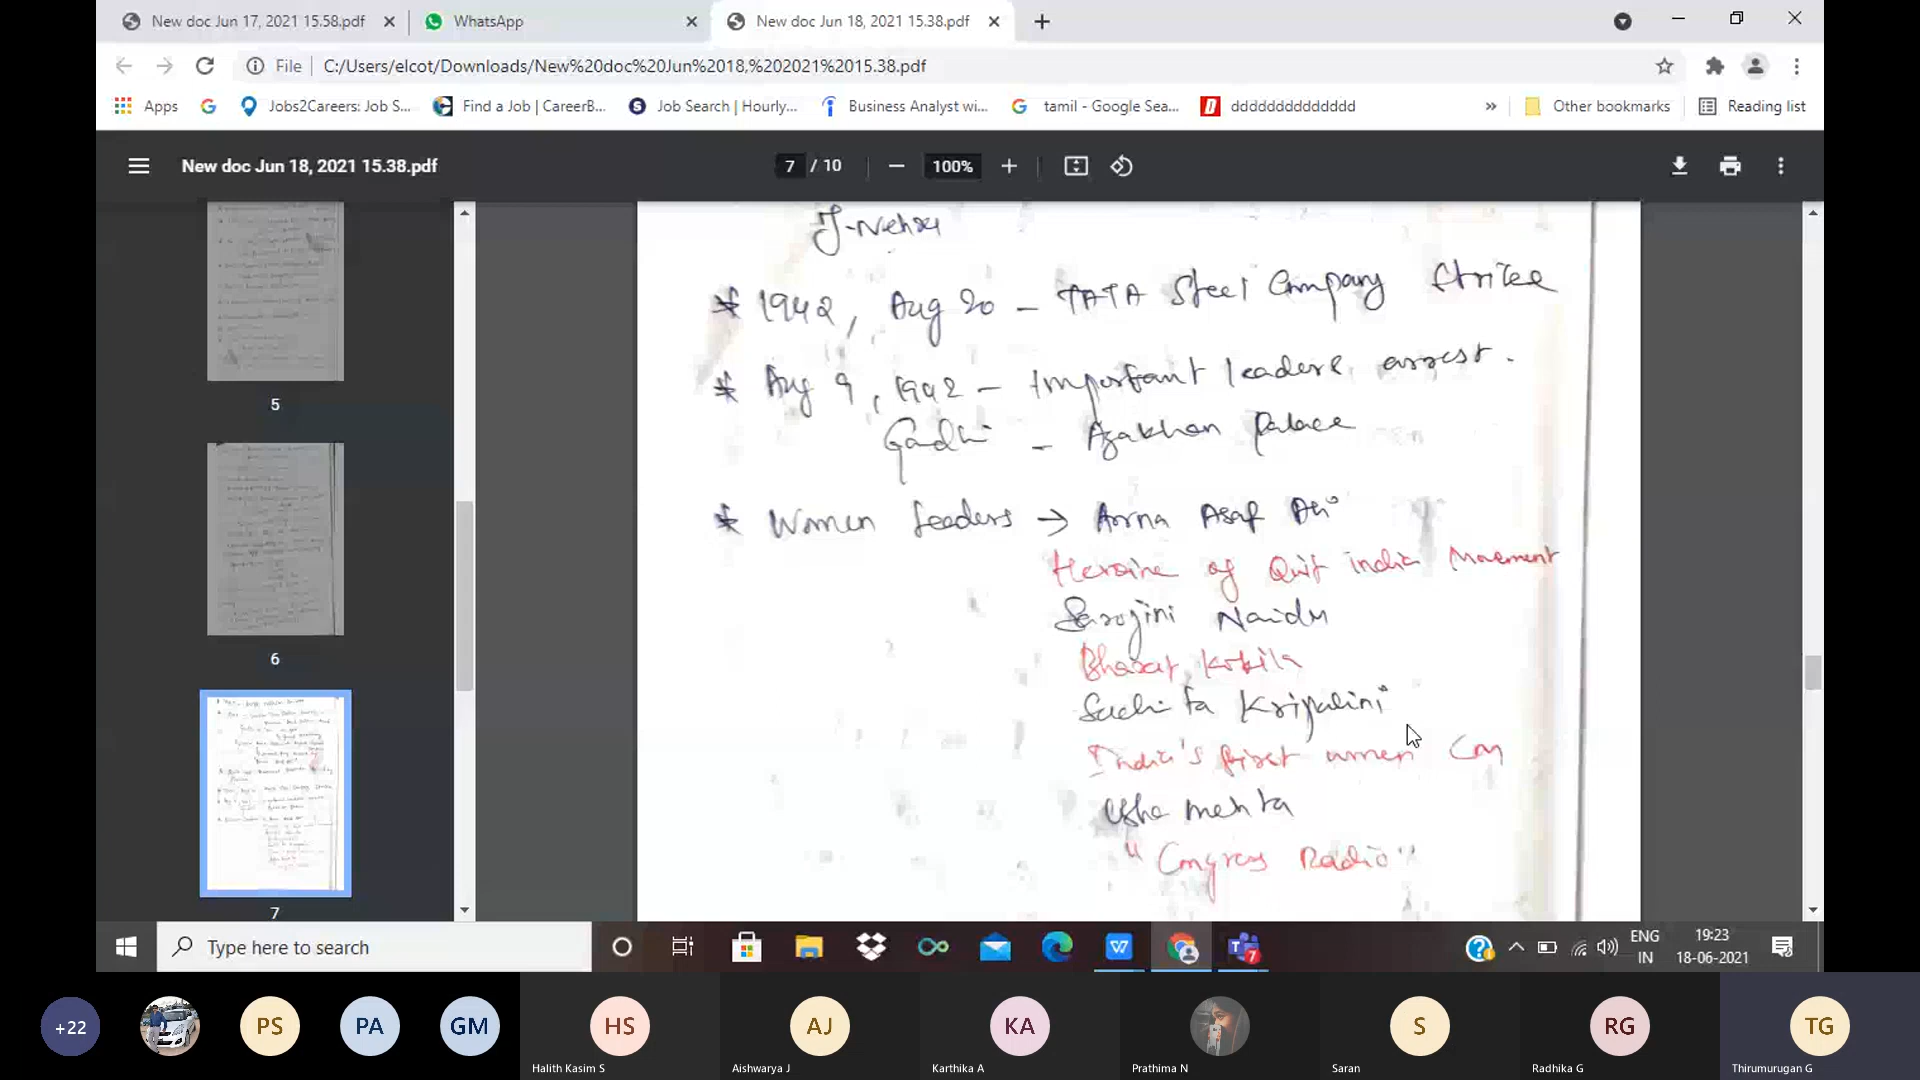 New doc Jun 17, 2021 15.58.pdf
WhatsApp
New doc Jun 18, 2021 15.38.pdf
File C:/Users/elcot/Downloads/New%20doc%20Jun%2018,%202021%2015.38.pdf
Apps
Jobs2Careers: Job S...
Find a Job | CareerB...
Job Search | Hourly,...
Business Analyst wi...
tamil - Google Sea...
dddddddddddddd
»
Other bookmarks
Reading list
New doc Jun 18, 2021 15.38.pdf
7 / 10
100%
5
6
7
J-Nehru
* 1942, Aug 20 - TATA Steel Company Strike
* Aug 9, 1942 - Important leaders arrest.
Gandhi - Agakhan Palace
* Women Leaders → Aruna Asaf Ali
Heroine of Quit India Movement
Sarojini Naidu
Bharat Kokila
Sucheta Kripalini
India's first women CM
Usha mehta
"Congress Radio"
Type here to search
7
ENG
IN
19:23
18-06-2021
+22
PS
PA
GM
HS
Halith Kasim S
AJ
Aishwarya J
KA
Karthika A
Prathima N
S
Saran
RG
Radhika G
TG
Thirumurugan G